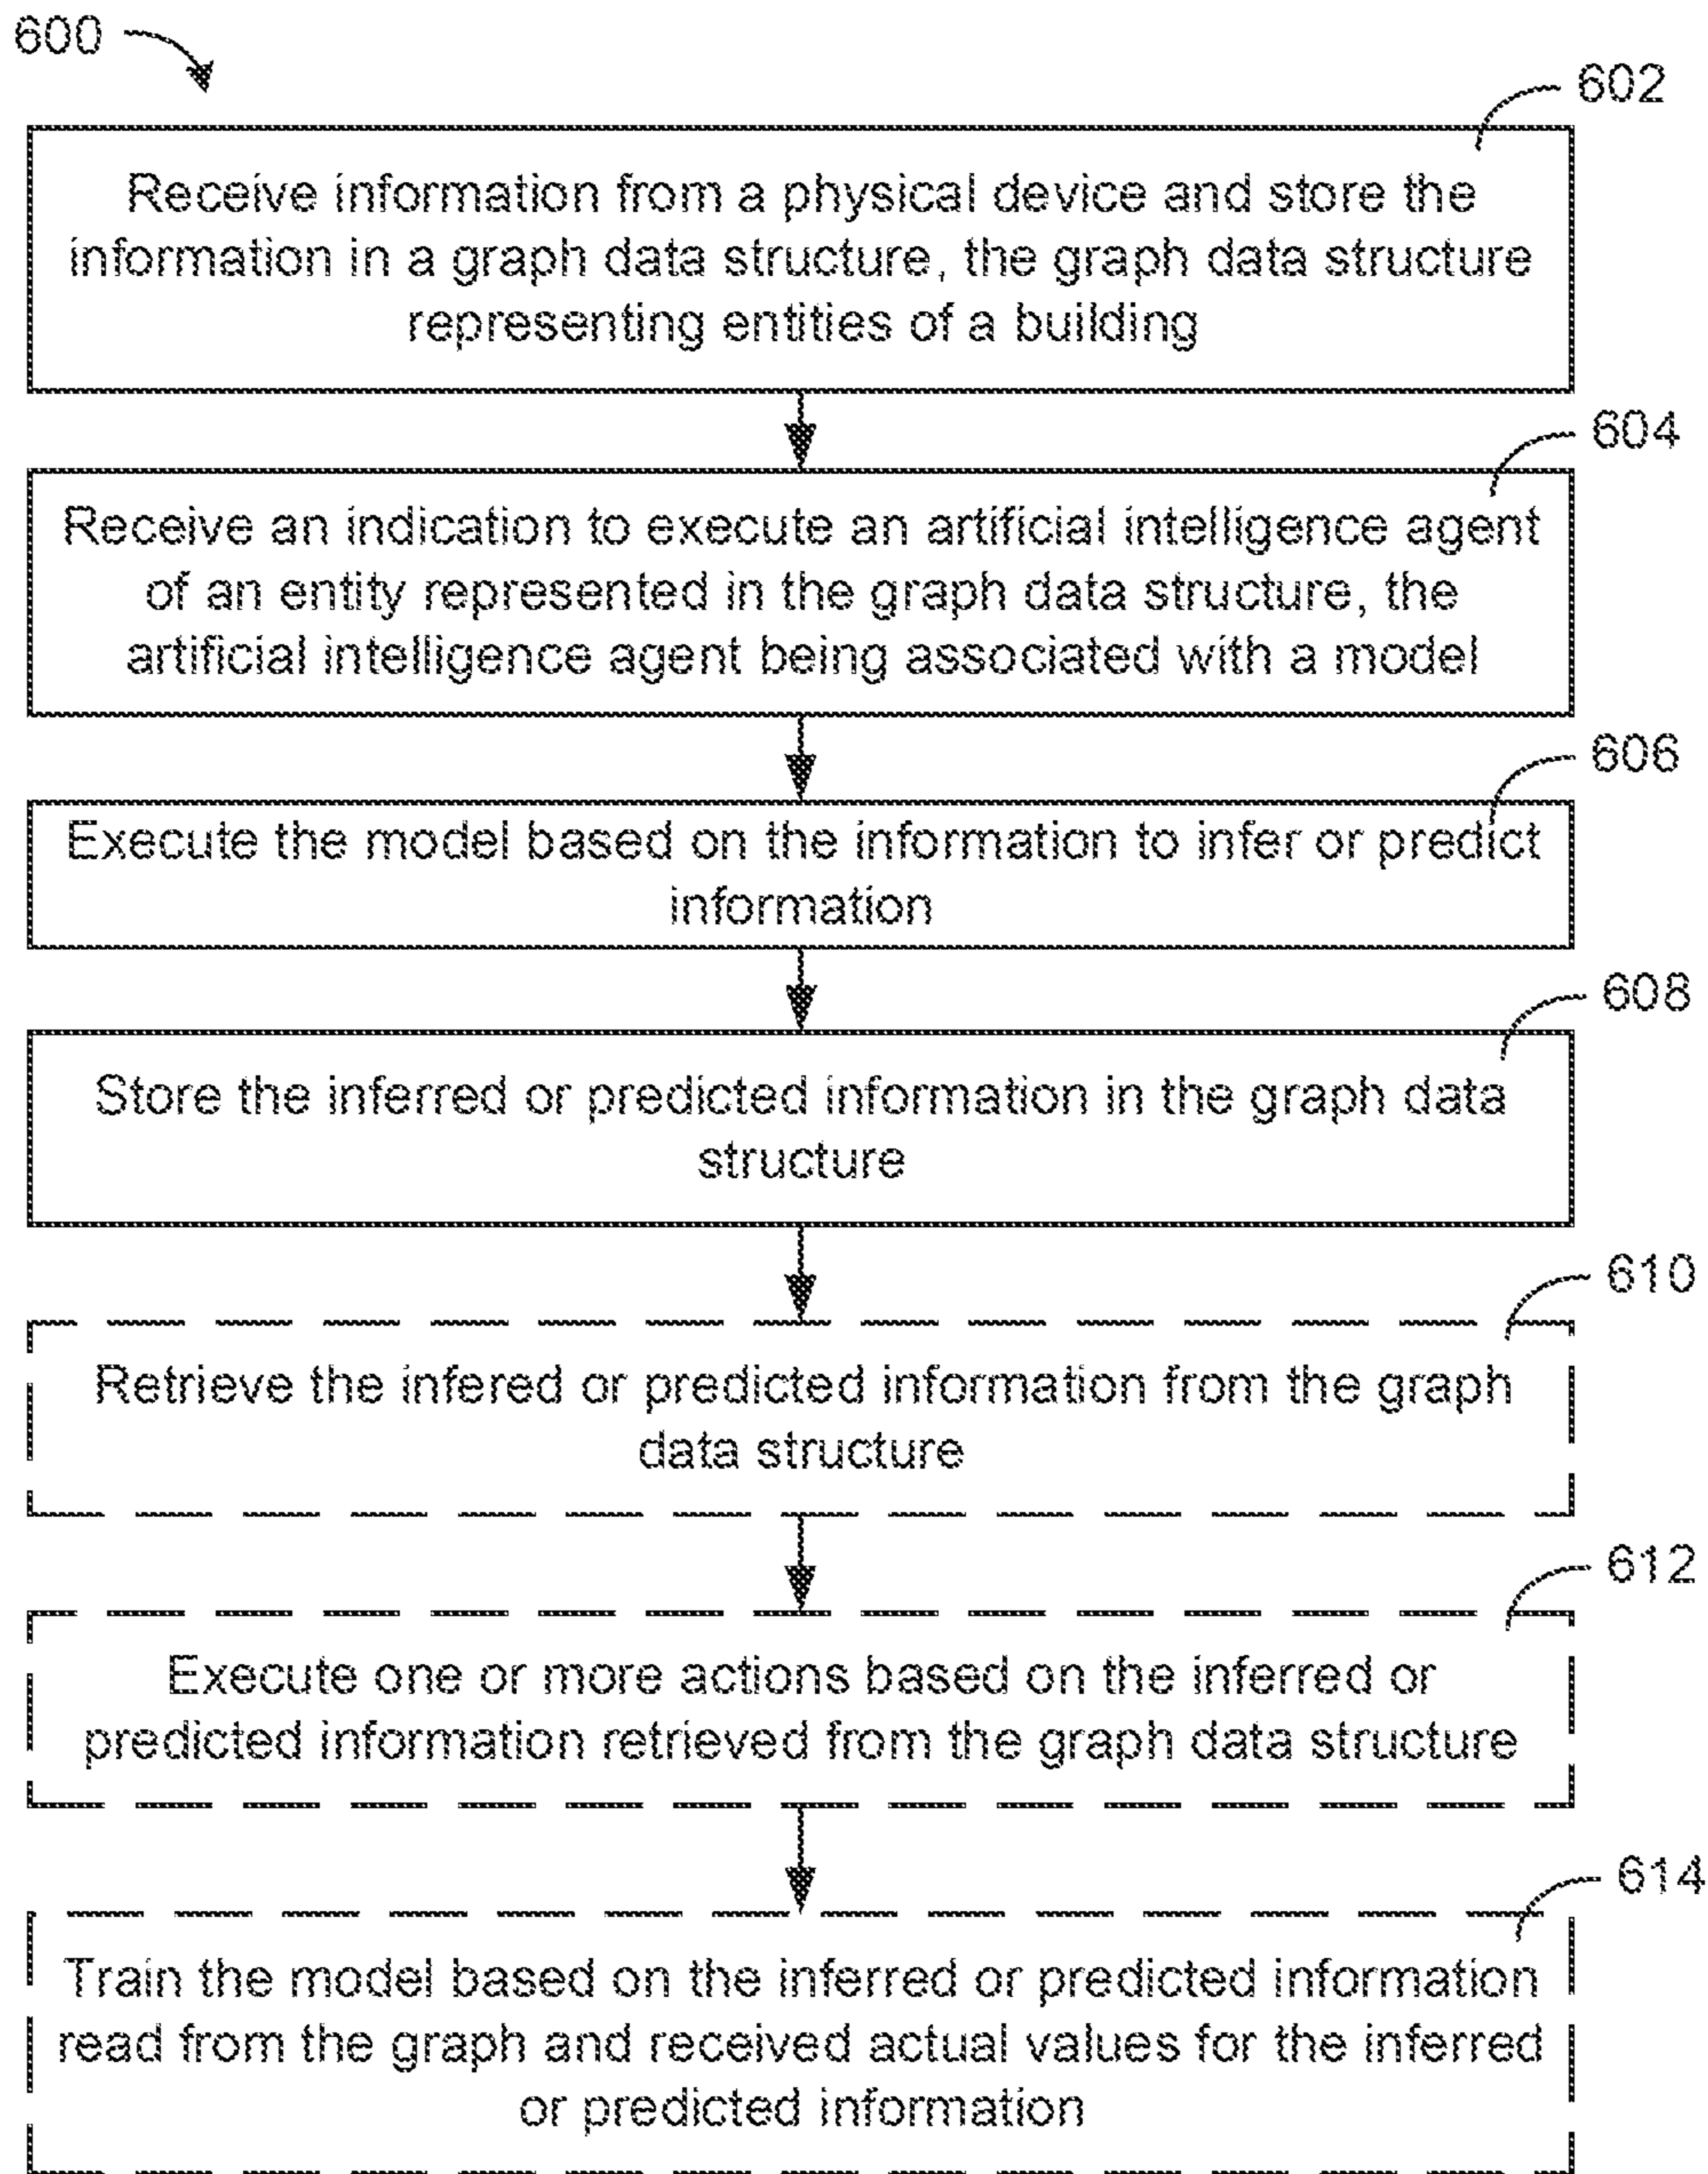 600
602
Receive information from a physical device and store the
information in a graph data structure, the graph data structure
representing entities of a building
604
Receive an indication to execute an artificial intelligence agent
of an entity represented in the graph data structure, the
artificial intelligence agent being associated with a model
606
Execute the model based on the information to infer or predict
information
608
Store the inferred or predicted information in the graph data
structure
610
Retrieve the infered or predicted information from the graph
data structure
612
Execute one or more actions based on the inferred or
predicted information retrieved from the graph data structure
614
Train the model based on the inferred or predicted information
read from the graph and received actual values for the inferred
or predicted information